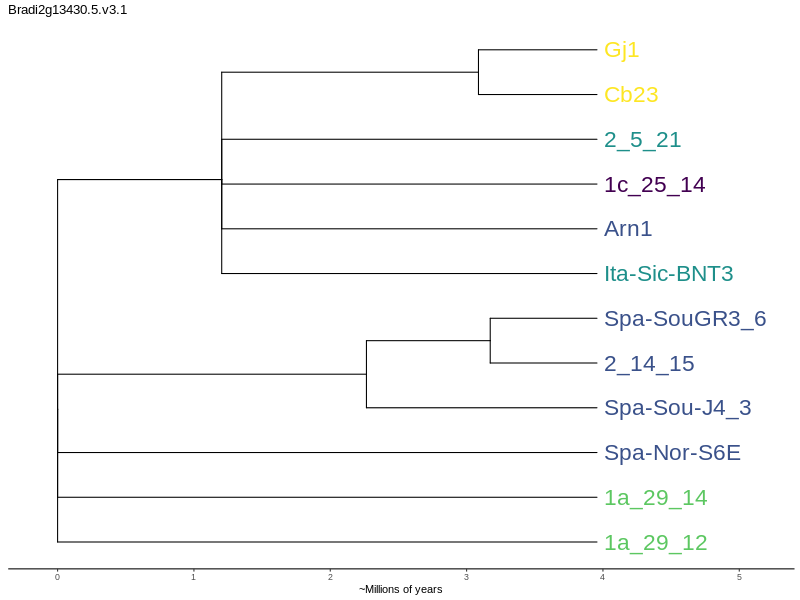 Bradi2g13430.5.v3.1
Gj1
Cb23
2_5_21
1c_25_14
Arn1
Ita-Sic-BNT3
Spa-SouGR3_6
2_14_15
Spa-Sou-J4_3
Spa-Nor-S6E
1a_29_14
1a_29_12
0 1 2 3 4 5
~Millions of years